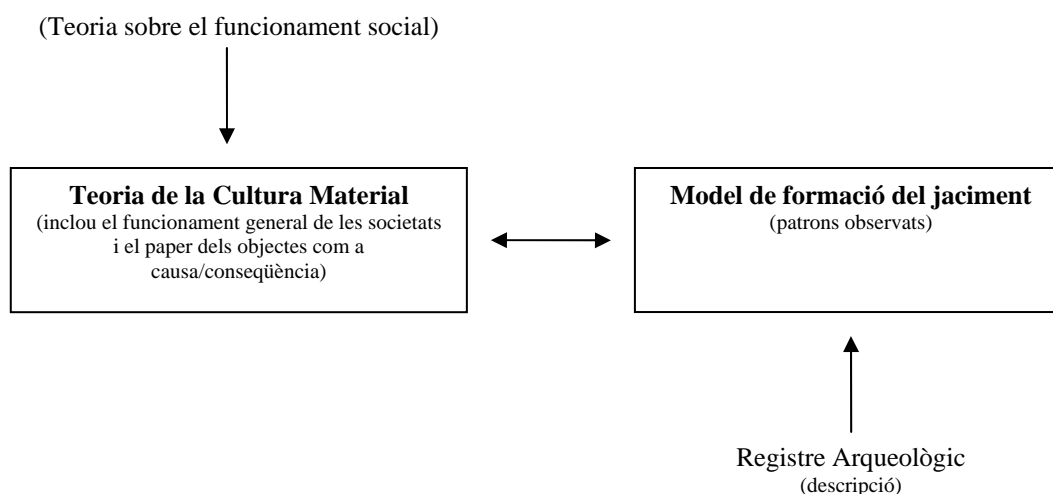 (Teoria sobre el funcionament social)
Teoria de la Cultura Material
(inclou el funcionament general de les societats
i el paper dels objectes com a
causa/conseqüència)
Model de formació del jaciment
(patrons observats)
Registre Arqueològic
(descripció)